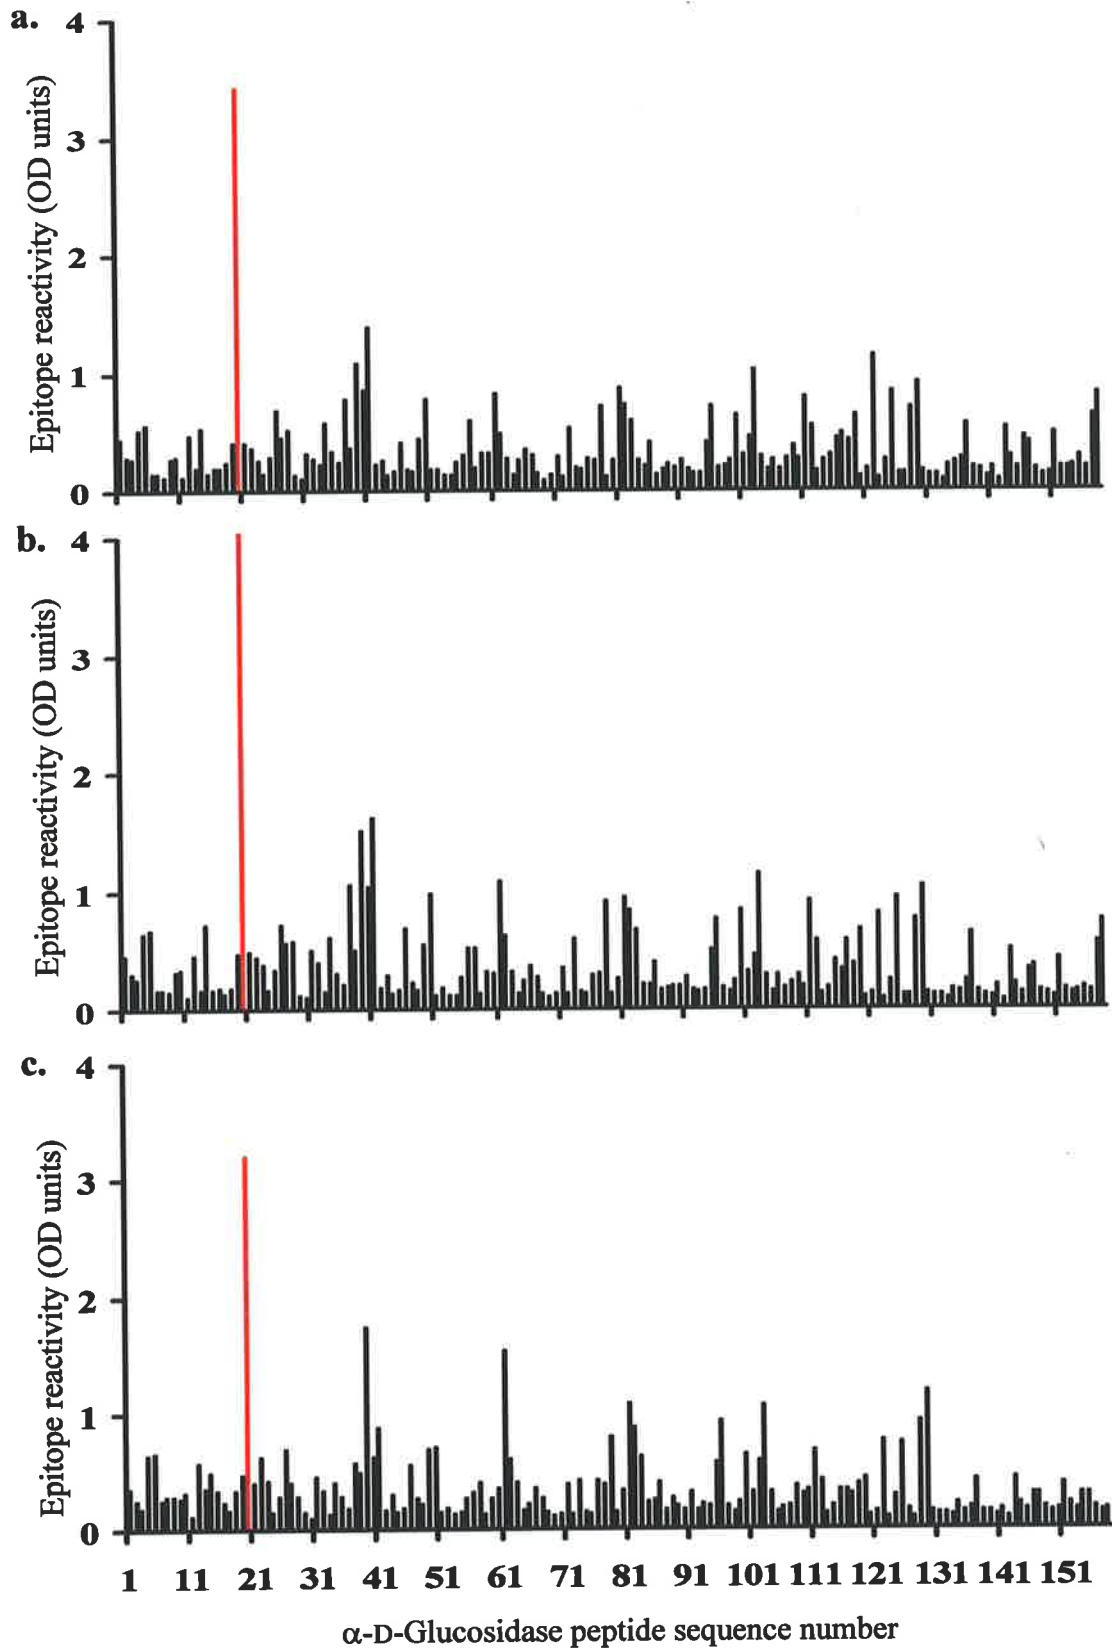 a.
4
3
2
1
0
Epitope reactivity (OD units)
b.
4
3
2
1
0
Epitope reactivity (OD units)
c.
4
3
2
1
0
Epitope reactivity (OD units)
1 11 21 31 41 51 61 71 81 91 101 111 121 131 141 151
α-D-Glucosidase peptide sequence number